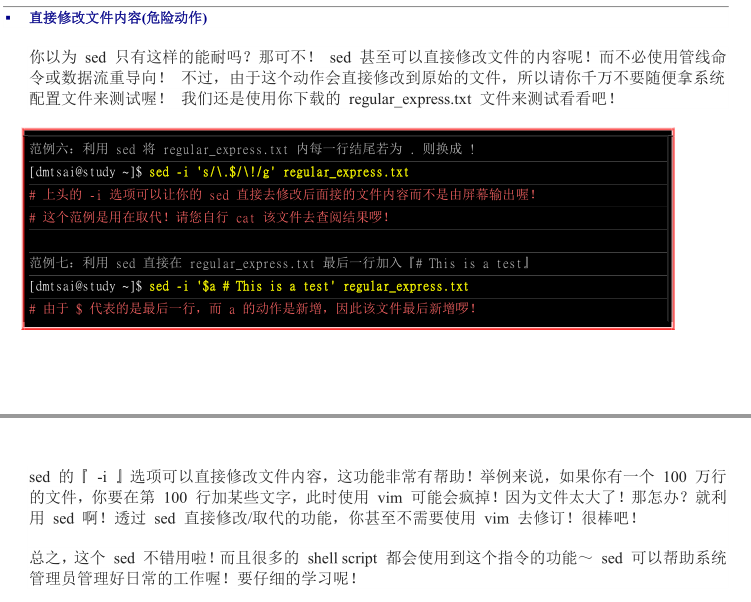 ▪ 直接修改文件内容(危险动作)
你以为 sed 只有这样的能耐吗？那可不！ sed 甚至可以直接修改文件的内容呢！而不必使用管线命
令或数据流重导向！ 不过，由于这个动作会直接修改到原始的文件，所以请你千万不要随便拿系统
配置文件来测试喔！ 我们还是使用你下载的 regular_express.txt 文件来测试看看吧！
范例六：利用 sed 将 regular_express.txt 内每一行结尾若为 . 则换成 !
[dmtsai@study ~]$ sed -i 's/\.$/\!/g' regular_express.txt
# 上头的 -i 选项可以让你的 sed 直接去修改后面接的文件内容而不是由屏幕输出喔！
# 这个范例是用在取代！请您自行 cat 该文件去查阅结果啰！
范例七：利用 sed 直接在 regular_express.txt 最后一行加入『# This is a test』
[dmtsai@study ~]$ sed -i '$a # This is a test' regular_express.txt
# 由于 $ 代表的是最后一行，而 a 的动作是新增，因此该文件最后新增啰！
sed 的『 -i 』选项可以直接修改文件内容，这功能非常有帮助！举例来说，如果你有一个 100 万行
的文件，你要在第 100 行加某些文字，此时使用 vim 可能会疯掉！因为文件太大了！那怎办？就利
用 sed 啊！透过 sed 直接修改/取代的功能，你甚至不需要使用 vim 去修订！很棒吧！
总之，这个 sed 不错用啦！而且很多的 shell script 都会使用到这个指令的功能～ sed 可以帮助系统
管理员管理好日常的工作喔！要仔细的学习呢！